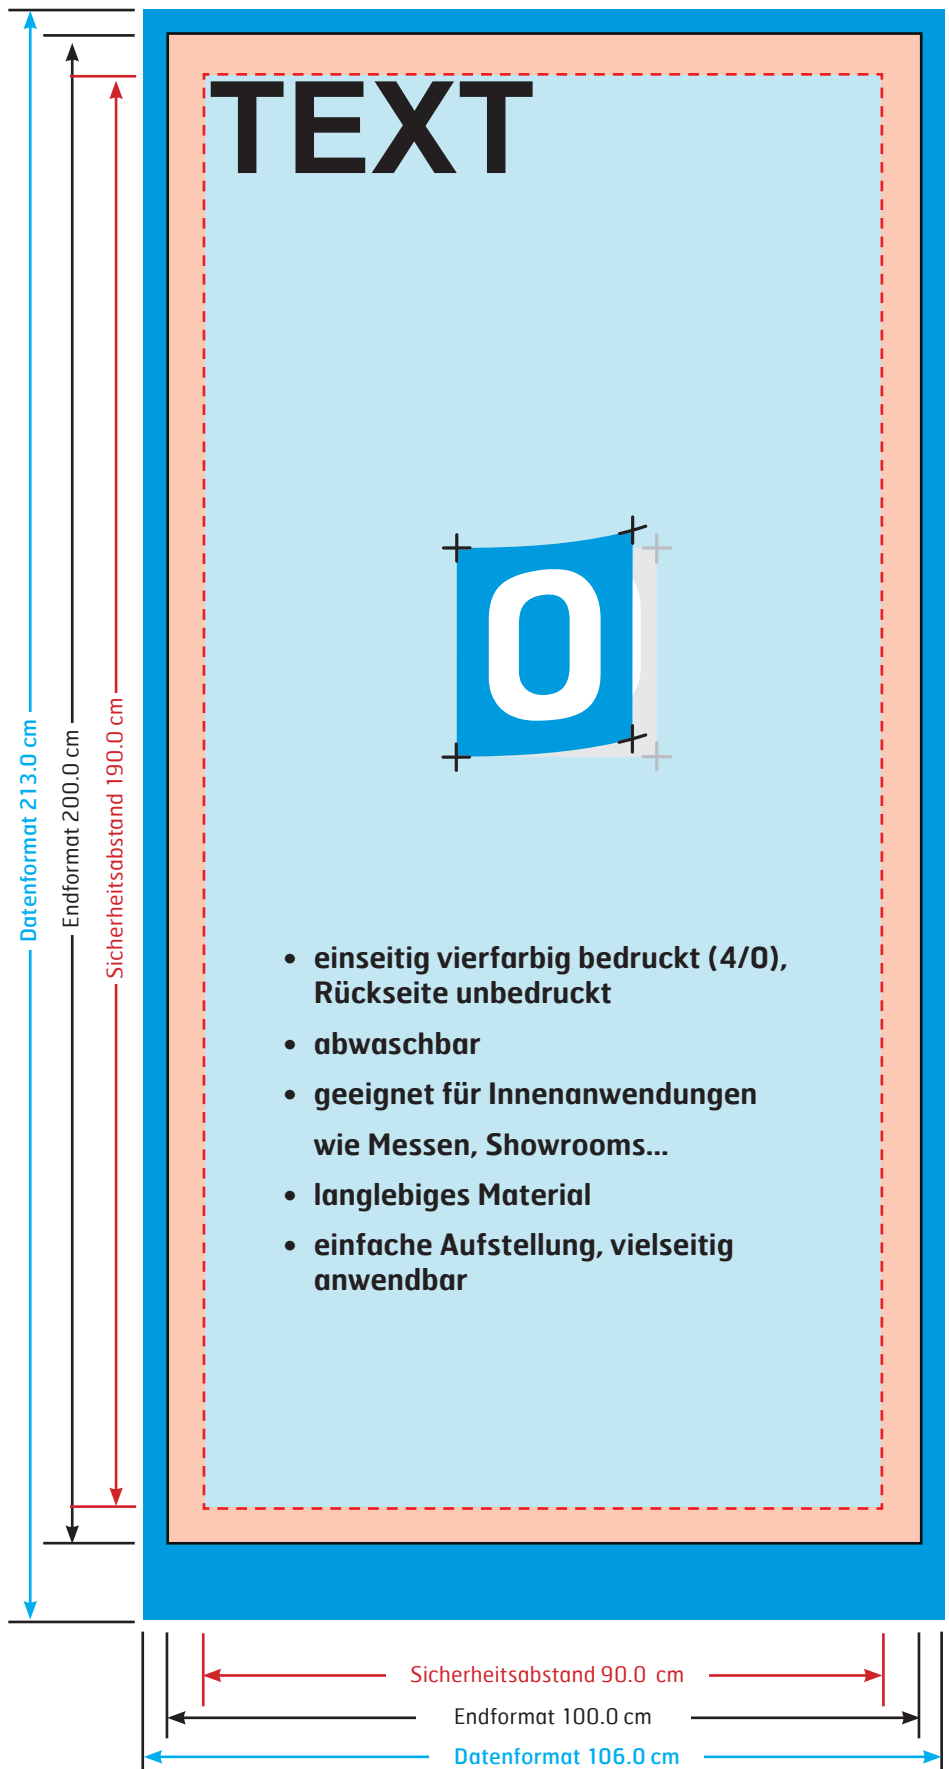 TEXT
O
Datenformat 213.0 cm
Endformat 200.0 cm
Sicherheitsabstand 190.0 cm
• einseitig vierfarbig bedruckt (4/0),
Rückseite unbedruckt
• abwaschbar
• geeignet für Innenanwendungen
wie Messen, Showrooms...
• langlebiges Material
• einfache Aufstellung, vielseitig
anwendbar
Sicherheitsabstand 90.0 cm
Endformat 100.0 cm
Datenformat 106.0 cm